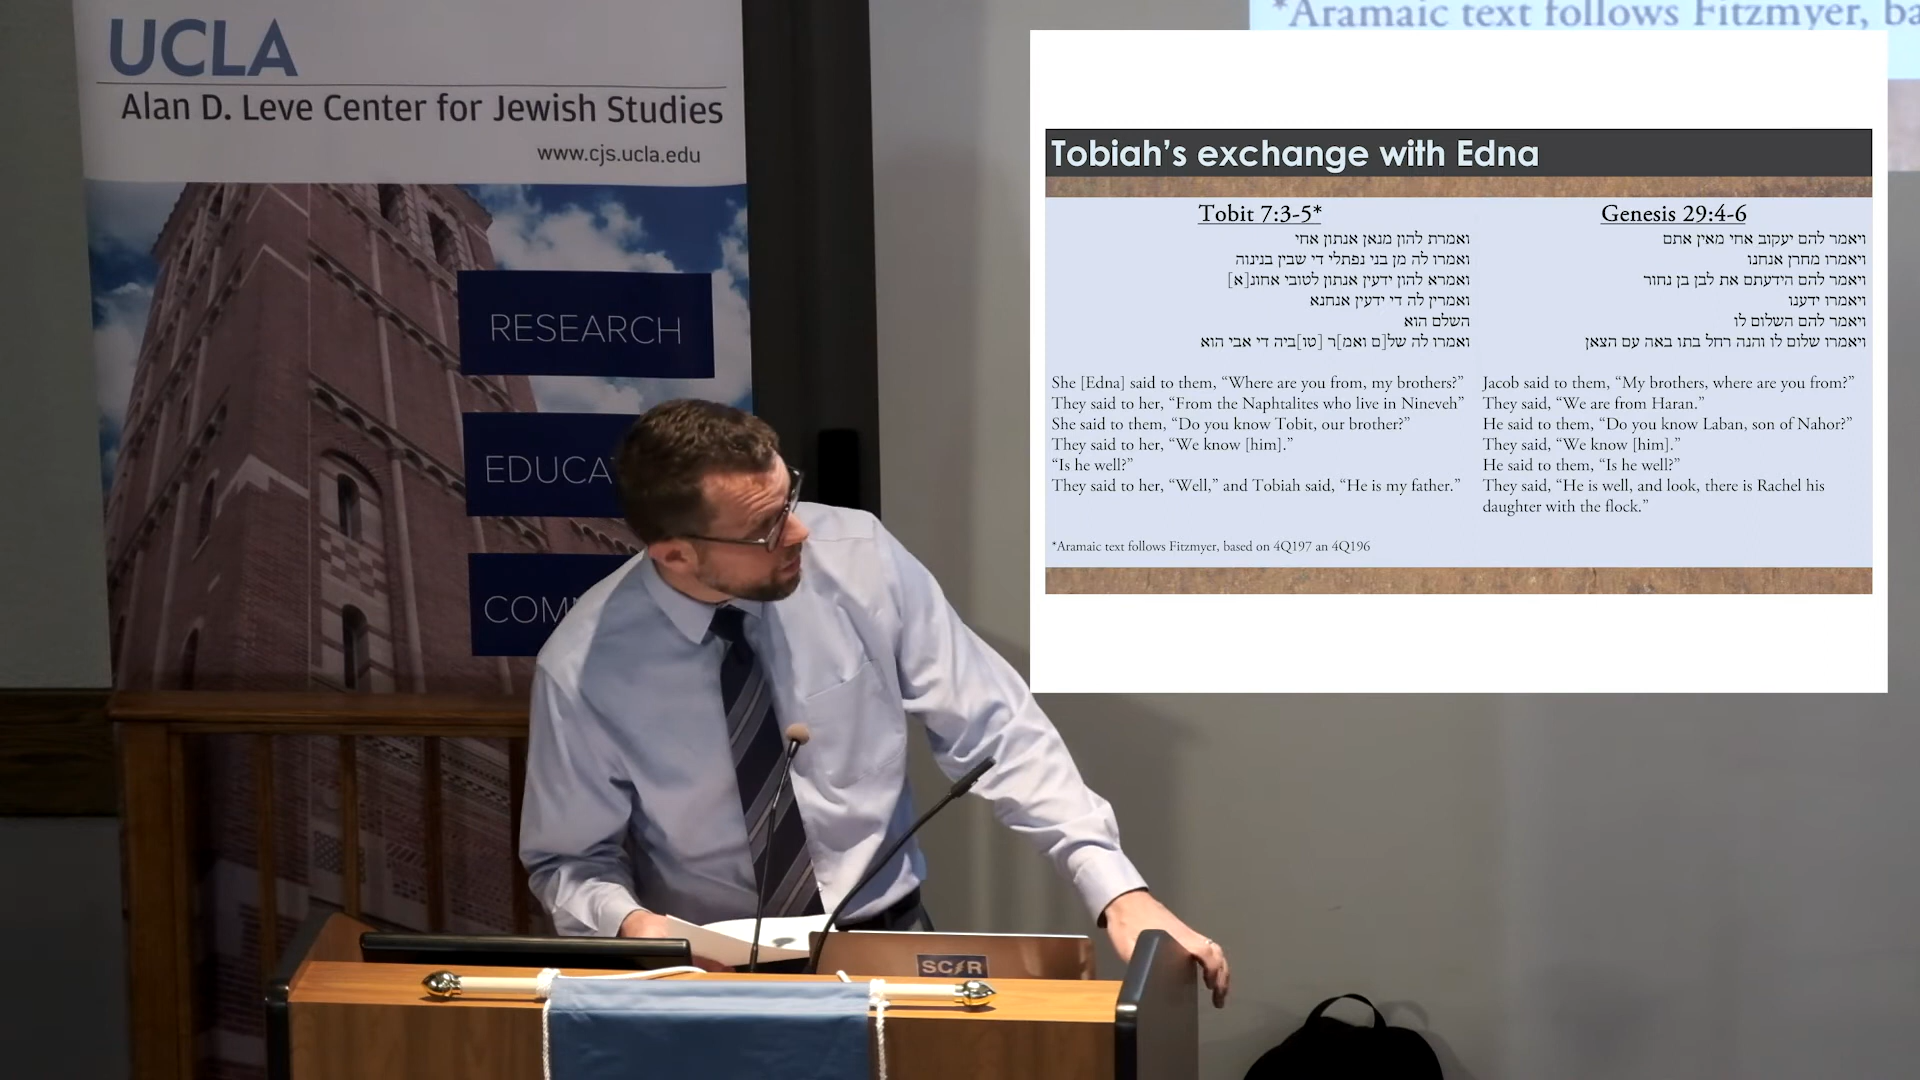 UCLA
Alan D. Leve Center for Jewish Studies
www.cjs.ucla.edu
RESEARCH
EDUCA
COM
*Aramaic text follows Fitzmyer, ba
Tobiah’s exchange with Edna
Tobit 7:3-5*
ואמרת להון מנאן אנתון אחי
ואמרו לה מן בני נפתלי די שבין בנינוה
ואמרא להון ידעין אנתון לטובי אחונ[א]
ואמרין לה די ידעין אנחנא
השלם הוא
ואמרו לה של[ם ואמ]ר [טו]ביה די אבי הוא
She [Edna] said to them, “Where are you from, my brothers?”
They said to her, “From the Naphtalites who live in Nineveh”
She said to them, “Do you know Tobit, our brother?”
They said to her, “We know [him].”
“Is he well?”
They said to her, “Well,” and Tobiah said, “He is my father.”
*Aramaic text follows Fitzmyer, based on 4Q197 an 4Q196
Genesis 29:4-6
ויאמר להם יעקוב אחי מאין אתם
ויאמרו מחרן אנחנו
ויאמר להם הידעתם את לבן בן נחור
ויאמרו ידענו
ויאמר להם השלום לו
ויאמרו שלום לו והנה רחל בתו באה עם הצאן
Jacob said to them, “My brothers, where are you from?”
They said, “We are from Haran.”
He said to them, “Do you know Laban, son of Nahor?”
They said, “We know [him].”
He said to them, “Is he well?”
They said, “He is well, and look, there is Rachel his
daughter with the flock.”